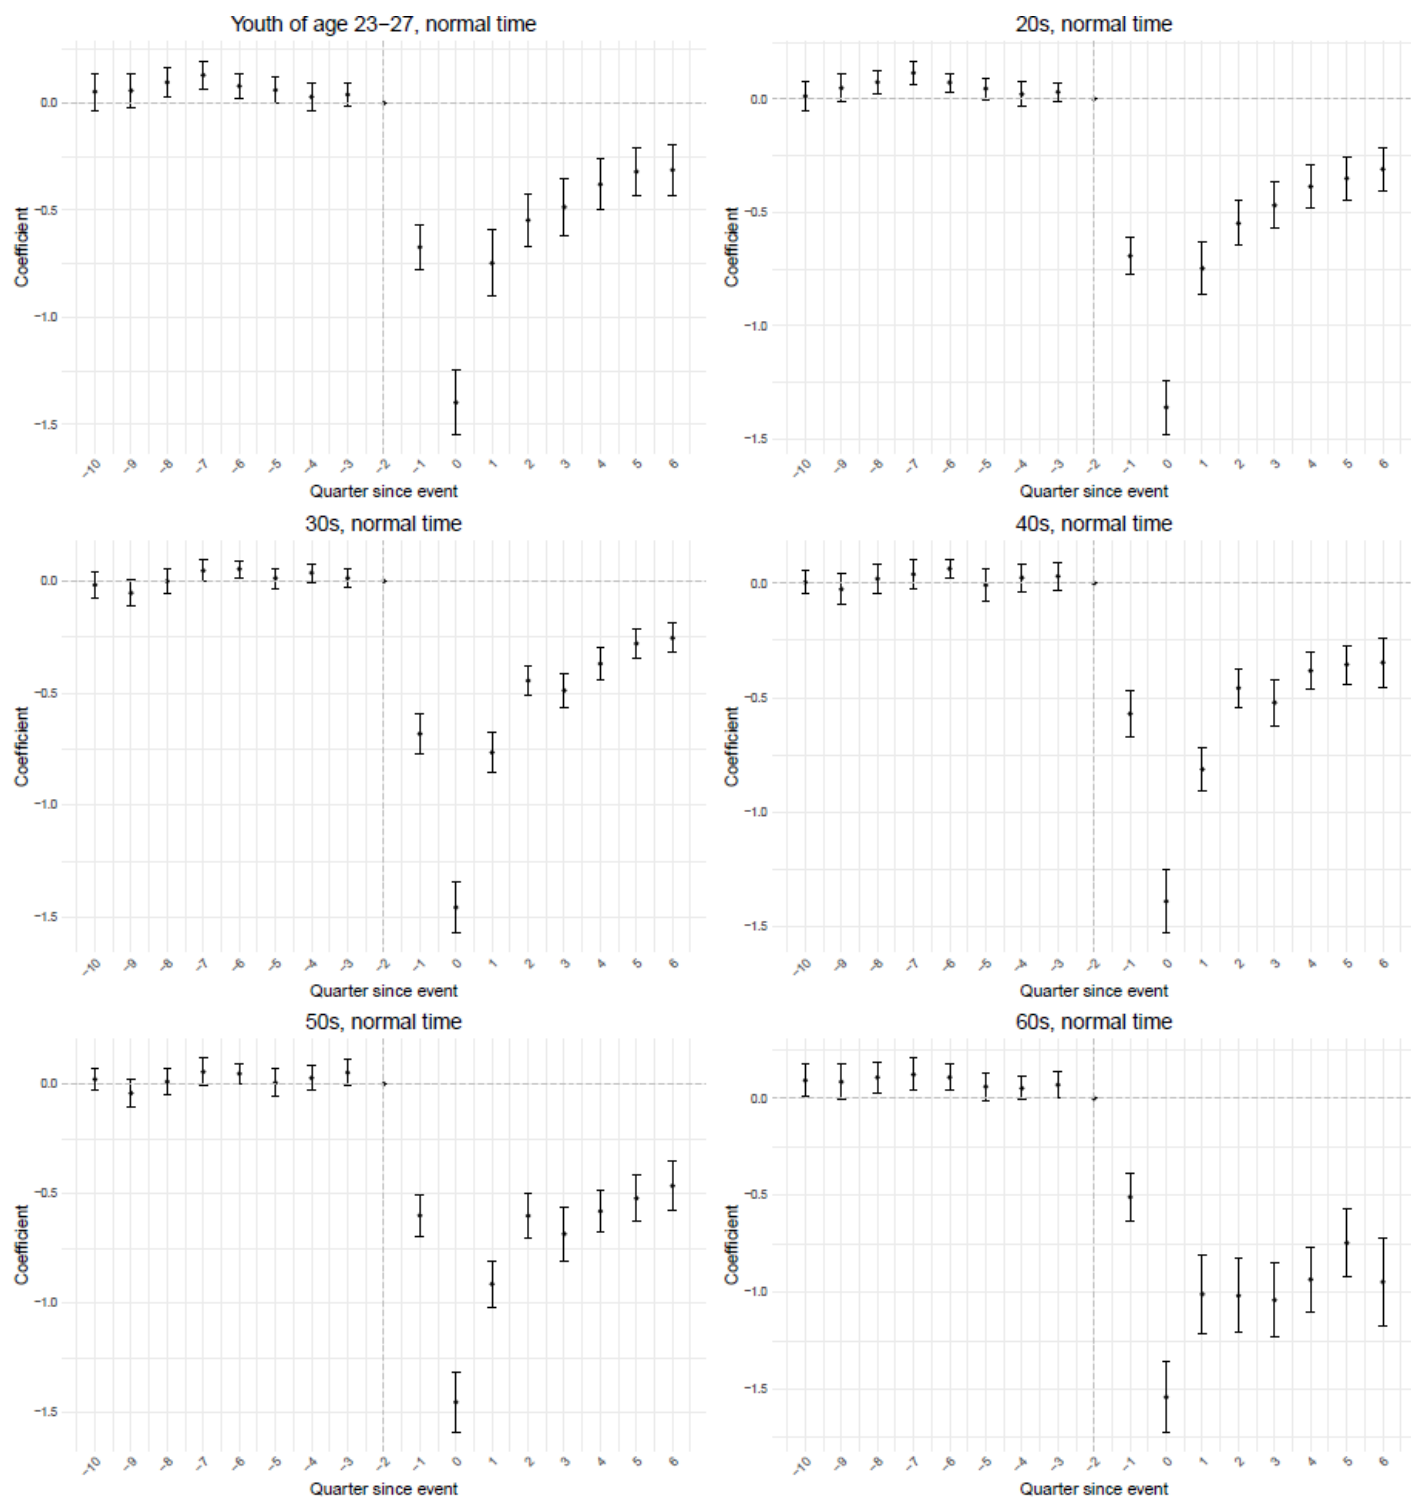 Youth of age 23−27, normal time
0.0
−0.5
−1.0
−1.5
Coefficient
−10 −9 −8 −7 −6 −5 −4 −3 −2 −1 0 1 2 3 4 5 6
Quarter since event
20s, normal time
0.0
−0.5
−1.0
−1.5
Coefficient
−10 −9 −8 −7 −6 −5 −4 −3 −2 −1 0 1 2 3 4 5 6
Quarter since event
30s, normal time
0.0
−0.5
−1.0
−1.5
Coefficient
−10 −9 −8 −7 −6 −5 −4 −3 −2 −1 0 1 2 3 4 5 6
Quarter since event
40s, normal time
0.0
−0.5
−1.0
−1.5
Coefficient
−10 −9 −8 −7 −6 −5 −4 −3 −2 −1 0 1 2 3 4 5 6
Quarter since event
50s, normal time
0.0
−0.5
−1.0
−1.5
Coefficient
−10 −9 −8 −7 −6 −5 −4 −3 −2 −1 0 1 2 3 4 5 6
Quarter since event
60s, normal time
0.0
−0.5
−1.0
−1.5
Coefficient
−10 −9 −8 −7 −6 −5 −4 −3 −2 −1 0 1 2 3 4 5 6
Quarter since event